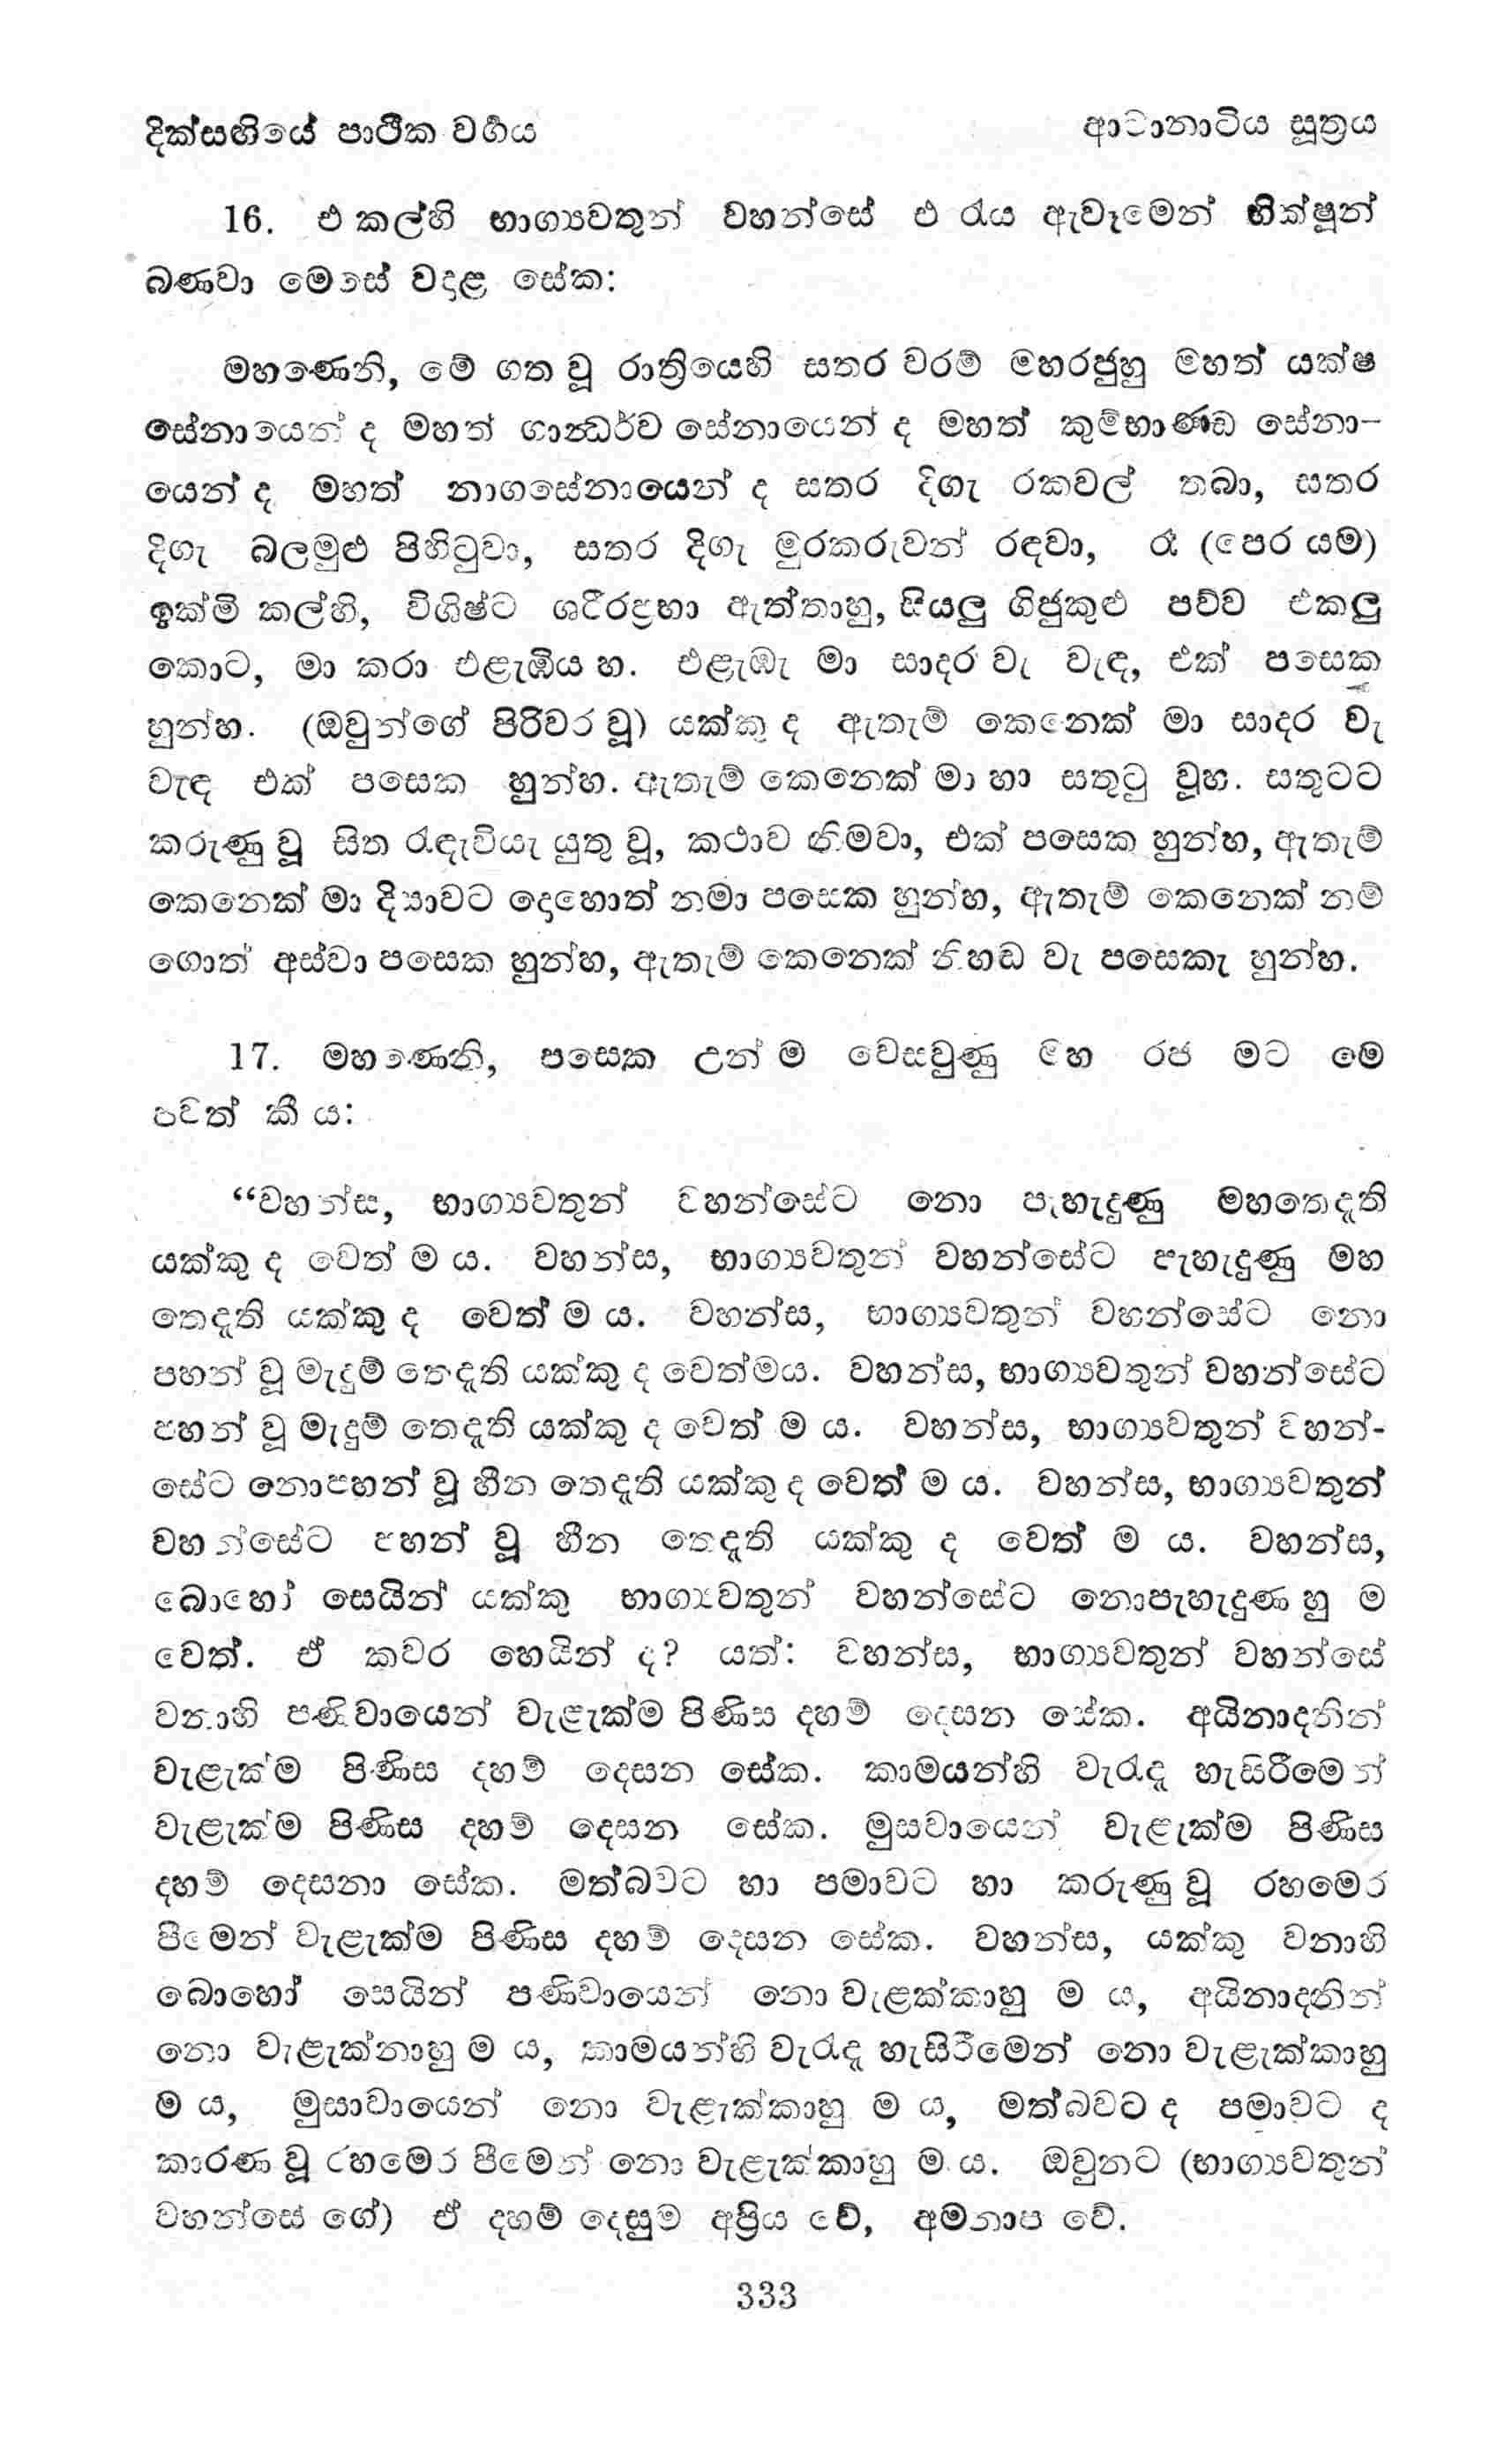 දික්සඟියේ පාථික වර්‍ගය
ආටානාටිය සූත්‍රය
16. එ කල්හි භාග්‍යවතුන් වහන්සේ එ රැය ඇවෑමෙන් භික්ෂූන්
බණවා මෙසේ වදාළ සේක:
මහණෙනි, මේ ගත වූ රාත්‍රියෙහි සතර වරම් මහරජුහු මහත් යක්ෂ
සේනායෙන් ද මහත් ගාන්‍ධර්ව සේනායෙන් ද මහත් කුම්භාණ්ඩ සේනා-
යෙන් ද මහත් නාගසේනායෙන් ද සතර දිගැ රකවල් තබා, සතර
දිගැ බලමුළු පිහිටුවා, සතර දිගැ මුරකරුවන් රඳවා, රෑ (පෙර යම)
ඉක්මි කල්හි, විශිෂ්ට ශරීරප්‍රභා ඇත්තාහු, සියලු ගිජුකුළු පව්ව එකලු
කොට, මා කරා එළැඹිය හ. එළැඹැ මා සාදර වැ වැඳ, එක් පසෙක
හුන්හ. (ඔවුන්ගේ පිරිවර වූ) යක්කු ද ඇතැම් කෙනෙක් මා සාදර වැ
වැඳ එක් පසෙක හුන්හ. ඇතැම් කෙනෙක් මා හා සතුටු වූහ. සතුටට
කරුණු වූ සිත රැඳැවියැ යුතු වූ, කථාව නිමවා, එක් පසෙක හුන්හ, ඇතැම්
කෙනෙක් මා දිසාවට දොහොත් නමා පසෙක හුන්හ, ඇතැම් කෙනෙක් නම්
ගොත් අස්වා පසෙක හුන්හ, ඇතැම් කෙනෙක් නිහඬ වැ පසෙකැ හුන්හ.
17. මහණෙනි, පසෙක උන් ම වෙසවුණු මහ රජ මට මෙ
පවත් කී ය:
“වහන්ස, භාග්‍යවතුන් වහන්සේට නො පැහැදුණු මහතෙදැති
යක්කු ද වෙත් ම ය. වහන්ස, භාග්‍යවතුන් වහන්සේට පැහැදුණු මහ
තෙදැති යක්කු ද වෙත් ම ය. වහන්ස, භාග්‍යවතුන් වහන්සේට නො
පහන් වූ මැදුම් තෙදැති යක්කු ද වෙත්මය. වහන්ස, භාග්‍යවතුන් වහන්සේට
පහන් වූ මැදුම් තෙදැති යක්කු ද වෙත් ම ය. වහන්ස, භාග්‍යවතුන් වහන්-
සේට නොපහන් වූ හීන තෙදැති යක්කු ද වෙත් ම ය. වහන්ස, භාග්‍යවතුන්
වහන්සේට පහන් වූ හීන තෙදැති යක්කු ද වෙත් ම ය. වහන්ස,
බොහෝ සෙයින් යක්කු භාග්‍යවතුන් වහන්සේට නොපැහැදුණ හු ම
වෙත්. ඒ කවර හෙයින් ද? යත්: වහන්ස, භාග්‍යවතුන් වහන්සේ
වනාහි පණිවායෙන් වැළැක්ම පිණිස දහම් දෙසන සේක. අයිනාදනින්
වැළැක්ම පිණිස දහම් දෙසන සේක. කාමයන්හි වැරැදැ හැසිරීමෙන්
වැළැක්ම පිණිස දහම් දෙසන සේක. මුසවායෙන් වැළැක්ම පිණිස
දහම් දෙසනා සේක. මත්බවට හා පමාවට හා කරුණු වූ රහමෙර
පීමෙන් වැළැක්ම පිණිස දහම් දෙසන සේක. වහන්ස, යක්කු වනාහි
බොහෝ සෙයින් පණිවායෙන් නො වැළක්කාහු ම ය, අයිනාදනින්
නො වැළැක්නාහු ම ය, කාමයන්හි වැරැදැ හැසිරීමෙන් නො වැළැක්කාහු
ම ය, මුසාවායෙන් නො වැළැක්කාහු ම ය, මත්බවට ද පමාවට ද
කාරණ වූ රහමෙර පීමෙන් නො වැළැක්කාහු ම ය. ඔවුනට (භාග්‍යවතුන්
වහන්සේ ගේ) ඒ දහම් දෙසුම අප්‍රිය වේ, අමනාප වේ.
333